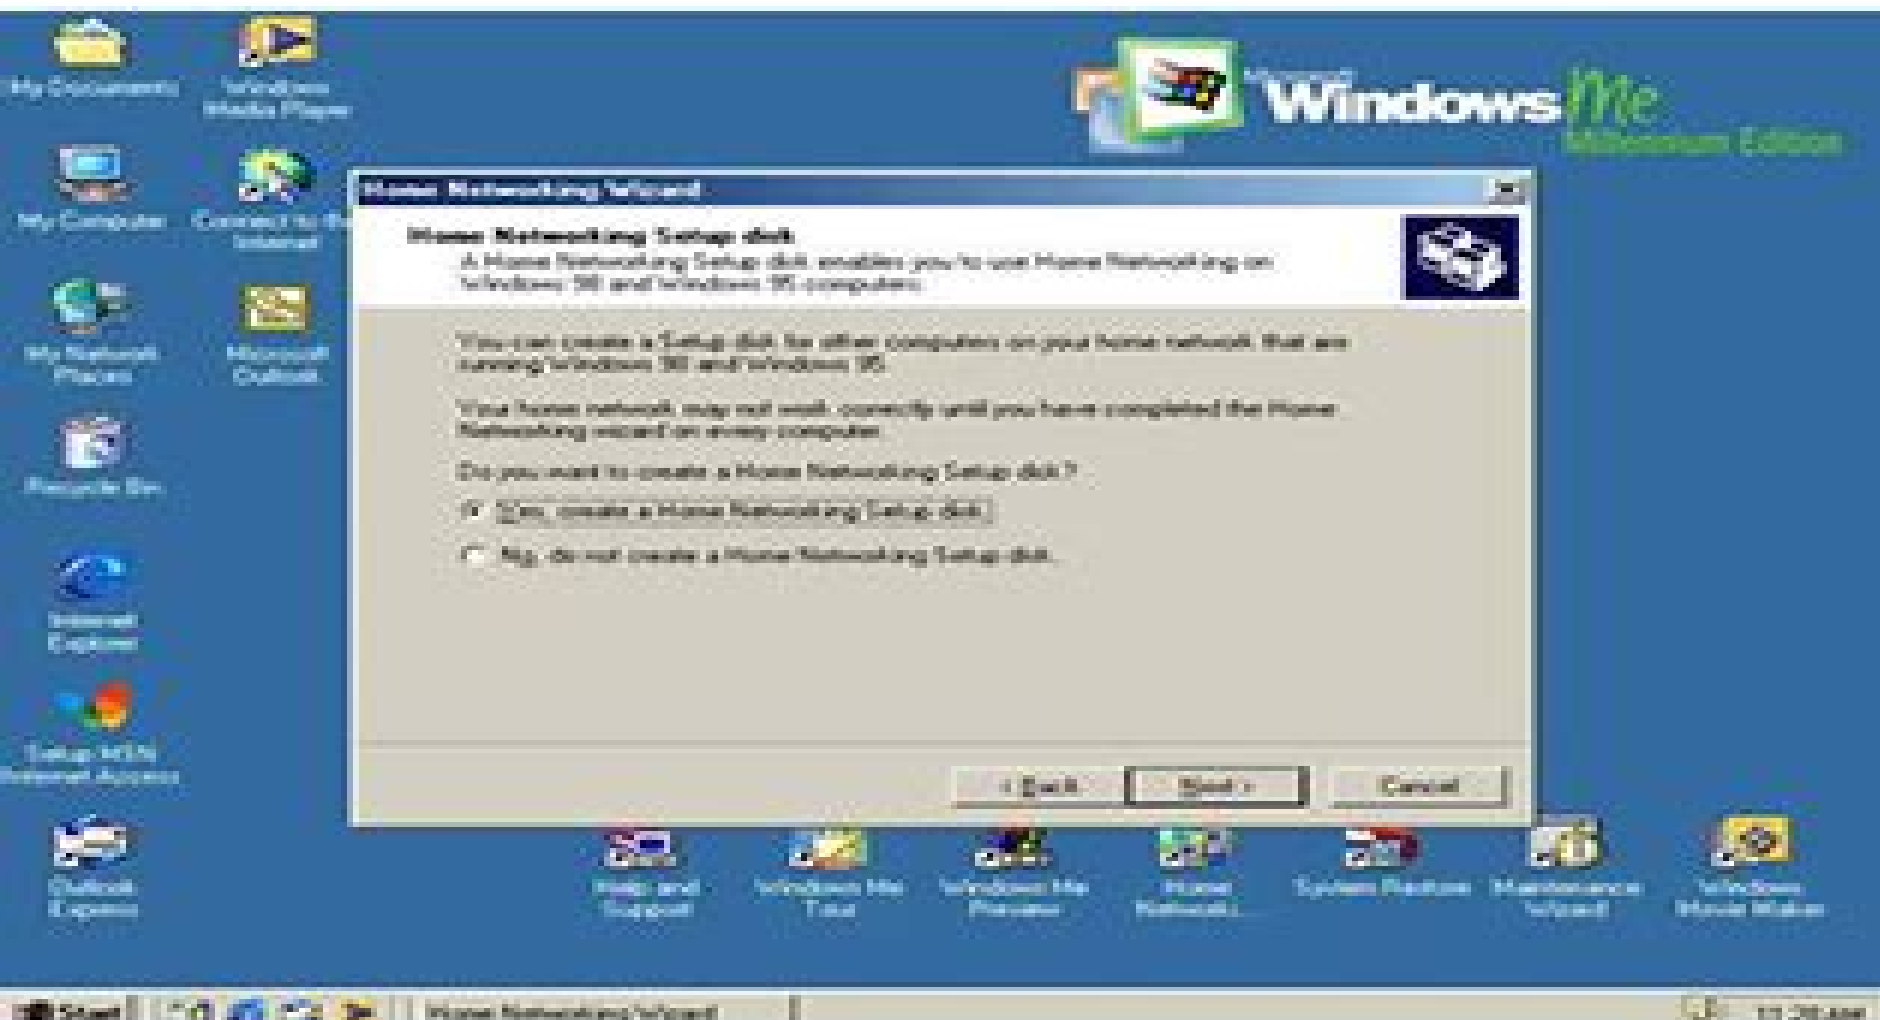 My Documents
Windows
Media Player
Microsoft
Windows Me
Millennium Edition
My Computer
Connect to the
Internet
My Network
Places
Microsoft
Outlook
Recycle Bin
Internet
Explorer
Setup MSN
Internet Access
Outlook
Express
Home Networking Wizard
Home Networking Setup disk
A Home Networking Setup disk enables you to use Home Networking on
Windows 98 and Windows 95 computers.
You can create a Setup disk for other computers on your home network that are
running Windows 98 and Windows 95.
Your home network may not work correctly until you have completed the Home
Networking wizard on every computer.
Do you want to create a Home Networking Setup disk?
Yes, create a Home Networking Setup disk.
No, do not create a Home Networking Setup disk.
< Back
Next >
Cancel
Help and
Support
Windows Me
Tour
Windows Me
Preview
Home
Networki...
System Restore
Maintenance
Wizard
Windows
Movie Maker
Start
Home Networking Wizard
AM